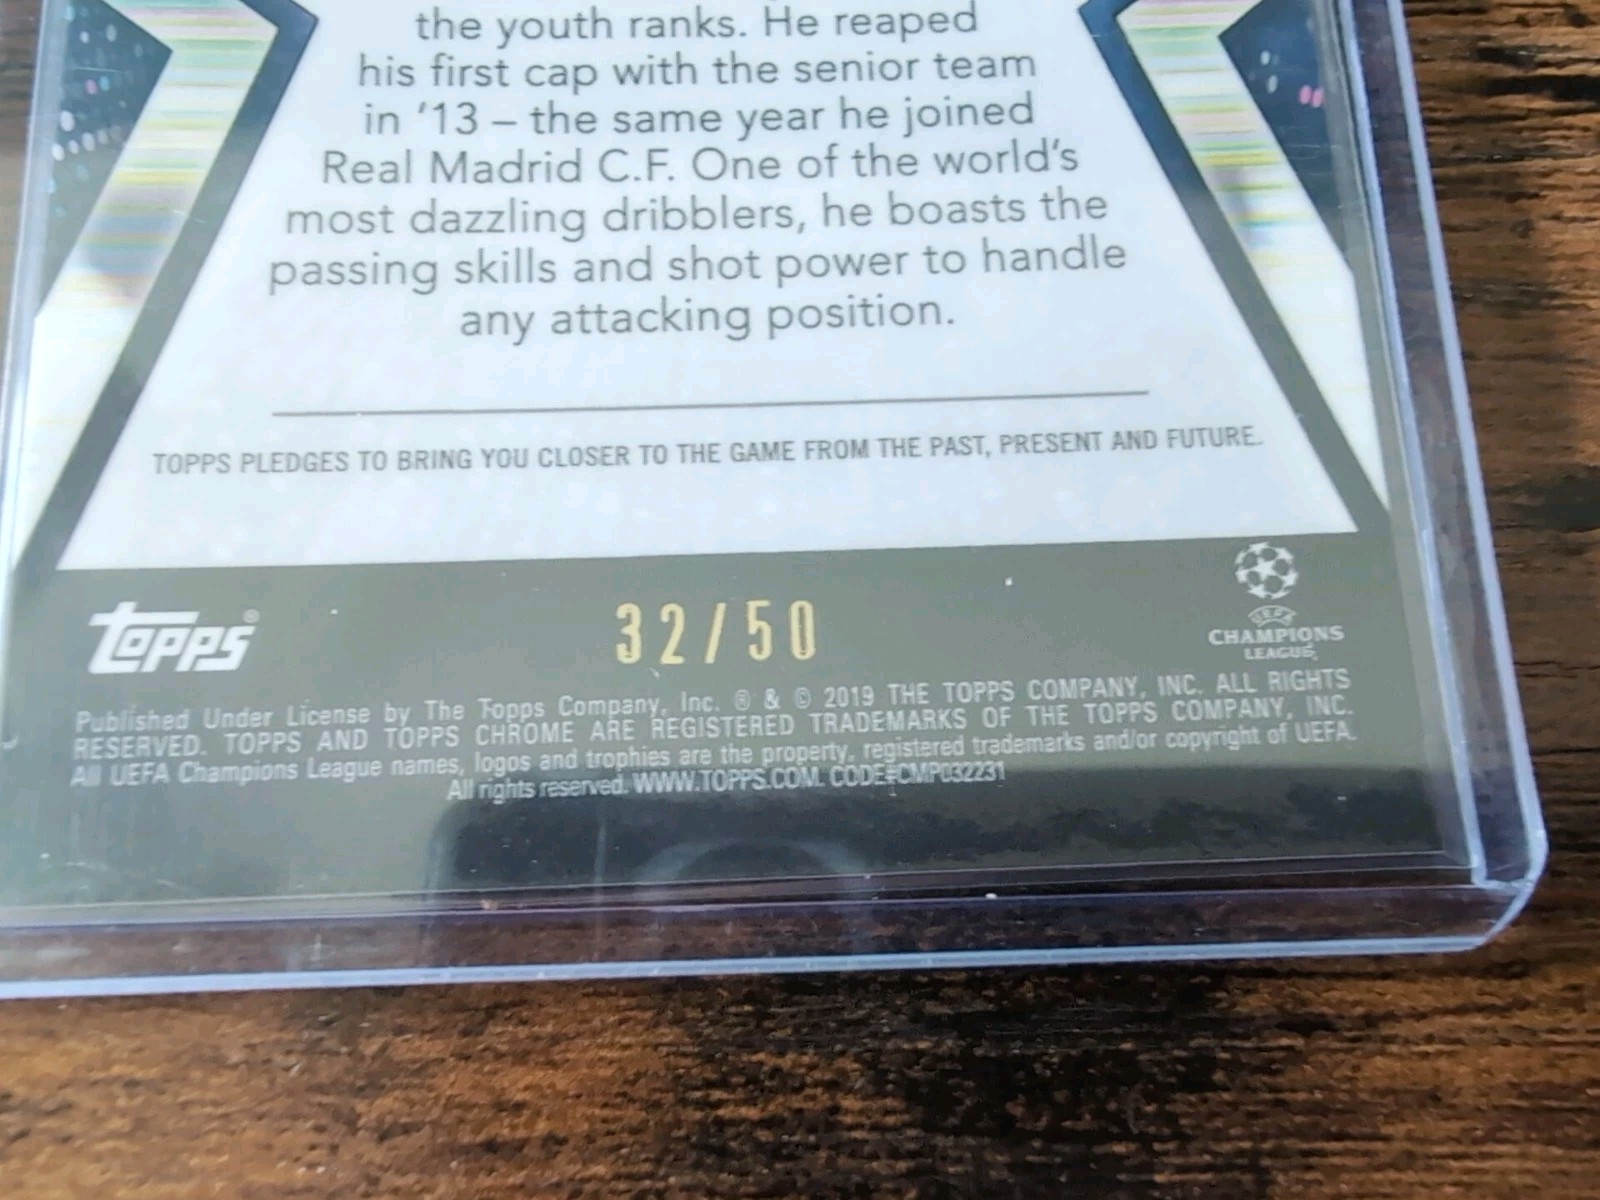 the youth ranks. He reaped
his first cap with the senior team
in '13 – the same year he joined
Real Madrid C.F. One of the world's
most dazzling dribblers, he boasts the
passing skills and shot power to handle
any attacking position.
TOPPS PLEDGES TO BRING YOU CLOSER TO THE GAME FROM THE PAST, PRESENT AND FUTURE.
topps®
32/50
UEFA
CHAMPIONS
LEAGUE
Published Under License by The Topps Company, Inc. ® & © 2019 THE TOPPS COMPANY, INC. ALL RIGHTS
RESERVED. TOPPS AND TOPPS CHROME ARE REGISTERED TRADEMARKS OF THE TOPPS COMPANY, INC.
All UEFA Champions League names, logos and trophies are the property, registered trademarks and/or copyright of UEFA.
All rights reserved. WWW.TOPPS.COM. CODE#CMP032231